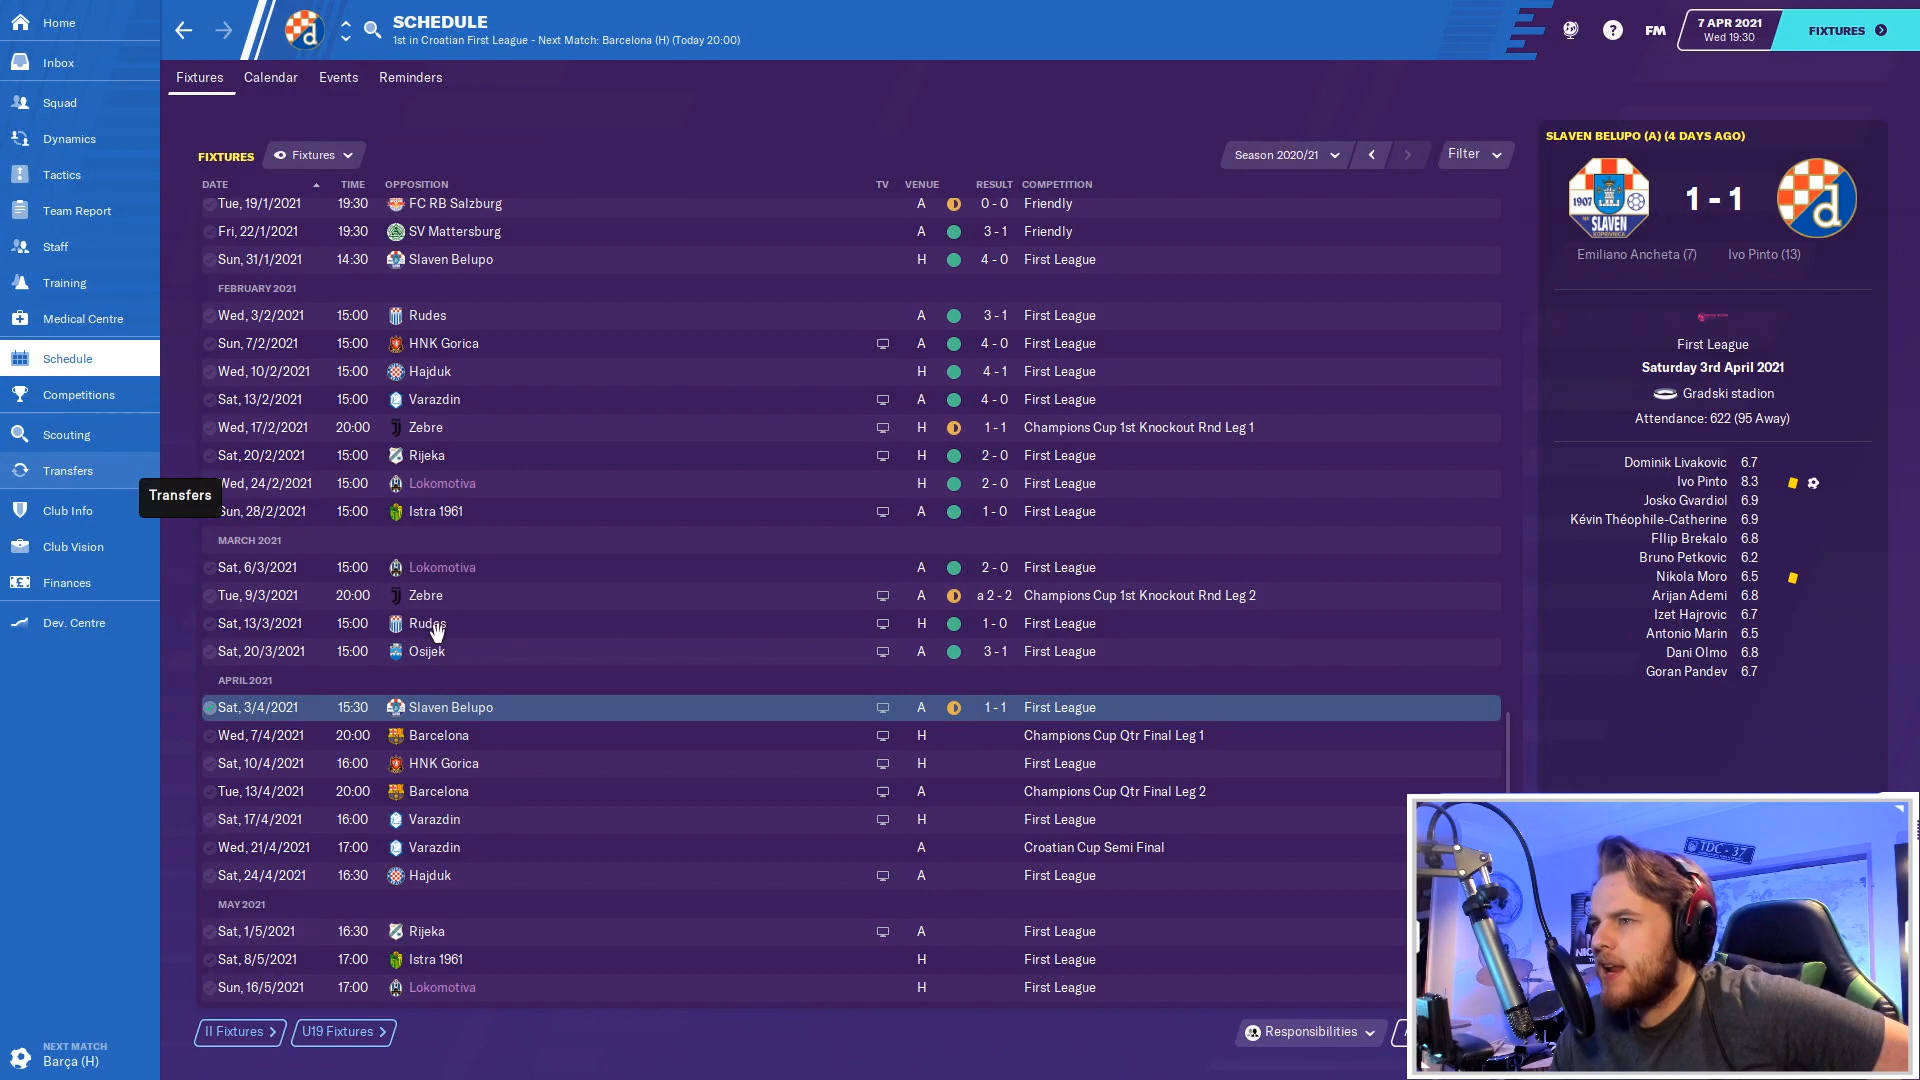 Home
Inbox
Squad
Dynamics
Tactics
Team Report
Staff
Training
Medical Centre
Schedule
Competitions
Scouting
Transfers
Transfers
Club Info
Club Vision
Finances
Dev. Centre
NEXT MATCH
Barça (H)
SCHEDULE
1st in Croatian First League - Next Match: Barcelona (H) (Today 20:00)
FM
7 APR 2021
Wed 19:30
FIXTURES
Fixtures Calendar Events Reminders
FIXTURES Fixtures Season 2020/21 Filter
DATE TIME OPPOSITION TV VENUE RESULT COMPETITION
Tue, 19/1/2021 19:30 FC RB Salzburg A 0 - 0 Friendly
Fri, 22/1/2021 19:30 SV Mattersburg A 3 - 1 Friendly
Sun, 31/1/2021 14:30 Slaven Belupo H 4 - 0 First League
FEBRUARY 2021
Wed, 3/2/2021 15:00 Rudes A 3 - 1 First League
Sun, 7/2/2021 15:00 HNK Gorica A 4 - 0 First League
Wed, 10/2/2021 15:00 Hajduk H 4 - 1 First League
Sat, 13/2/2021 15:00 Varazdin A 4 - 0 First League
Wed, 17/2/2021 20:00 Zebre H 1 - 1 Champions Cup 1st Knockout Rnd Leg 1
Sat, 20/2/2021 15:00 Rijeka H 2 - 0 First League
Wed, 24/2/2021 15:00 Lokomotiva H 2 - 0 First League
Sun, 28/2/2021 15:00 Istra 1961 A 1 - 0 First League
MARCH 2021
Sat, 6/3/2021 15:00 Lokomotiva A 2 - 0 First League
Tue, 9/3/2021 20:00 Zebre A a 2 - 2 Champions Cup 1st Knockout Rnd Leg 2
Sat, 13/3/2021 15:00 Rudes H 1 - 0 First League
Sat, 20/3/2021 15:00 Osijek A 3 - 1 First League
APRIL 2021
Sat, 3/4/2021 15:30 Slaven Belupo A 1 - 1 First League
Wed, 7/4/2021 20:00 Barcelona H Champions Cup Qtr Final Leg 1
Sat, 10/4/2021 16:00 HNK Gorica H First League
Tue, 13/4/2021 20:00 Barcelona A Champions Cup Qtr Final Leg 2
Sat, 17/4/2021 16:00 Varazdin H First League
Wed, 21/4/2021 17:00 Varazdin A Croatian Cup Semi Final
Sat, 24/4/2021 16:30 Hajduk A First League
MAY 2021
Sat, 1/5/2021 16:30 Rijeka A First League
Sat, 8/5/2021 17:00 Istra 1961 H First League
Sun, 16/5/2021 17:00 Lokomotiva H First League
II Fixtures U19 Fixtures Responsibilities
SLAVEN BELUPO (A) (4 DAYS AGO)
1907 SLAVEN
1 - 1
Emiliano Ancheta (7) Ivo Pinto (13)
First League
Saturday 3rd April 2021
Gradski stadion
Attendance: 622 (95 Away)
Dominik Livakovic 6.7
Ivo Pinto 8.3
Josko Gvardiol 6.9
Kévin Théophile-Catherine 6.9
FIlip Brekalo 6.8
Bruno Petkovic 6.2
Nikola Moro 6.5
Arijan Ademi 6.8
Izet Hajrovic 6.7
Antonio Marin 6.5
Dani Olmo 6.8
Goran Pandev 6.7
TDC - 37